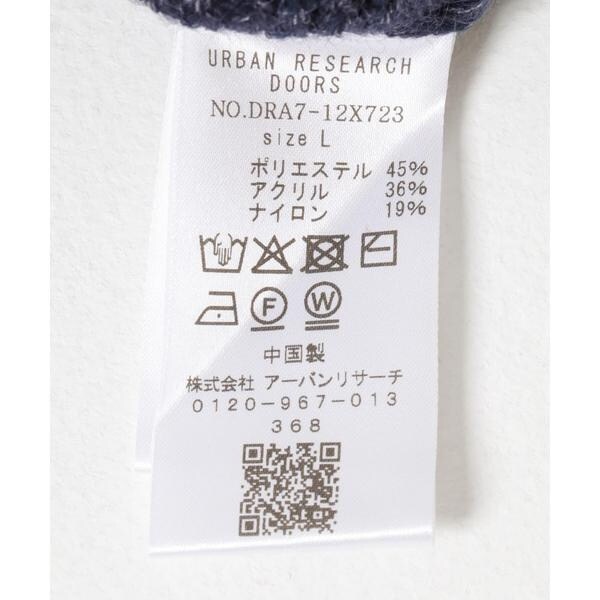 URBAN RESEARCH
DOORS
NO.DRA7-12X723
size L
ポリエステル 45%
アクリル 36%
ナイロン 19%
F W
中国製
株式会社 アーバンリサーチ
0120-967-013
368